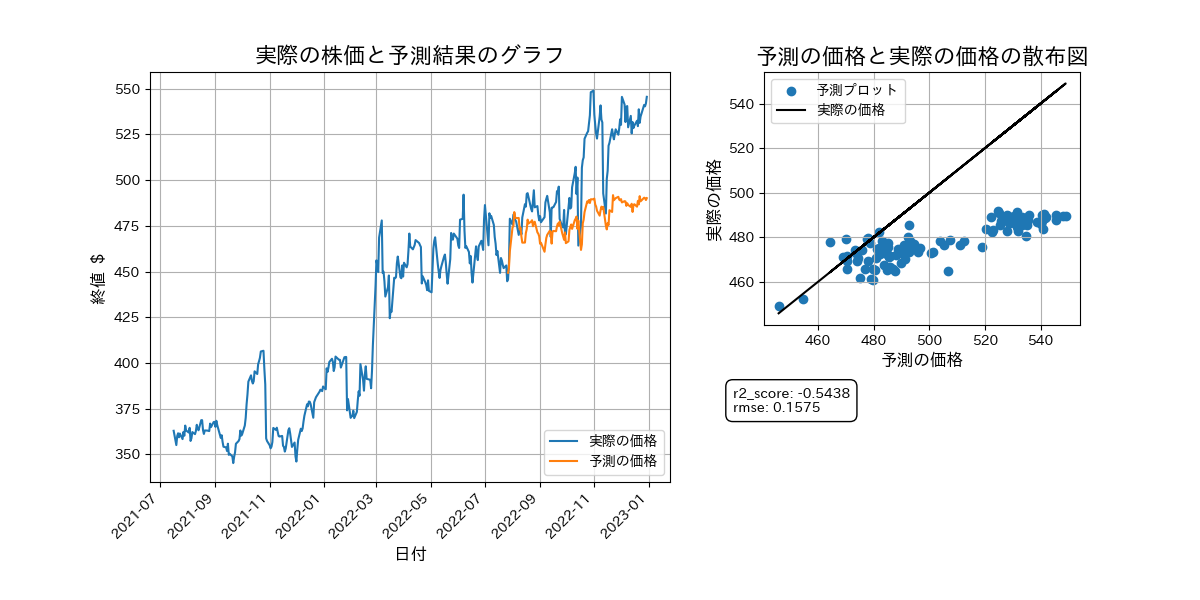 実際の株価と予測結果のグラフ
終値 $
550
525
500
475
450
425
400
375
350
実際の価格
予測の価格
2021-07
2021-09
2021-11
2022-01
2022-03
2022-05
2022-07
2022-09
2022-11
2023-01
日付
予測の価格と実際の価格の散布図
実際の価格
予測プロット
実際の価格
540
520
500
480
460
460
480
500
520
540
予測の価格
r2_score: -0.5438
rmse: 0.1575